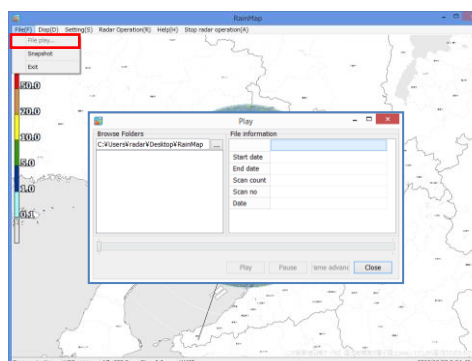 RainMap
File(F) Disp(D) Setting(S) Radar Operation(R) Help(H) Stop radar operation(A)
File play...
Snapshot
Exit
50.0
20.0
10.0
5.0
1.0
0.1
Play
Browse Folders
File information
C:¥Users¥radar¥Desktop¥RainMap ...
Start date
End date
Scan count
Scan no
Date
Play Pause rame advanc Close